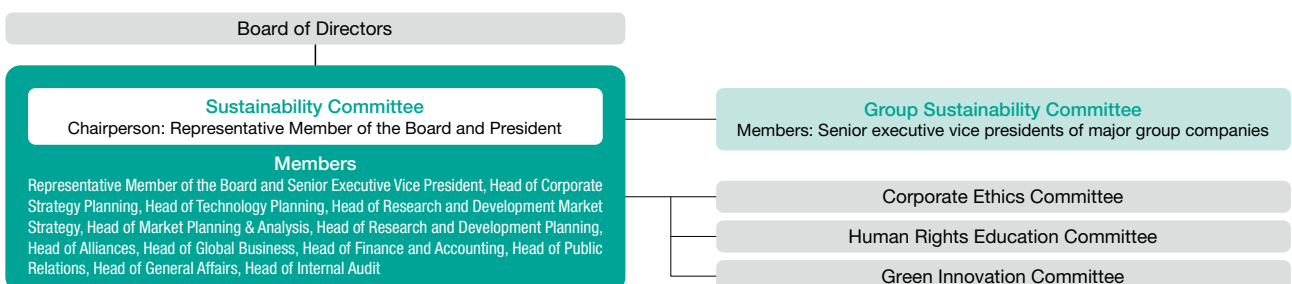 Board of Directors
Sustainability Committee
Chairperson: Representative Member of the Board and President
Members
Representative Member of the Board and Senior Executive Vice President, Head of Corporate
Strategy Planning, Head of Technology Planning, Head of Research and Development Market
Strategy, Head of Market Planning & Analysis, Head of Research and Development Planning,
Head of Alliances, Head of Global Business, Head of Finance and Accounting, Head of Public
Relations, Head of General Affairs, Head of Internal Audit
Group Sustainability Committee
Members: Senior executive vice presidents of major group companies
Corporate Ethics Committee
Human Rights Education Committee
Green Innovation Committee